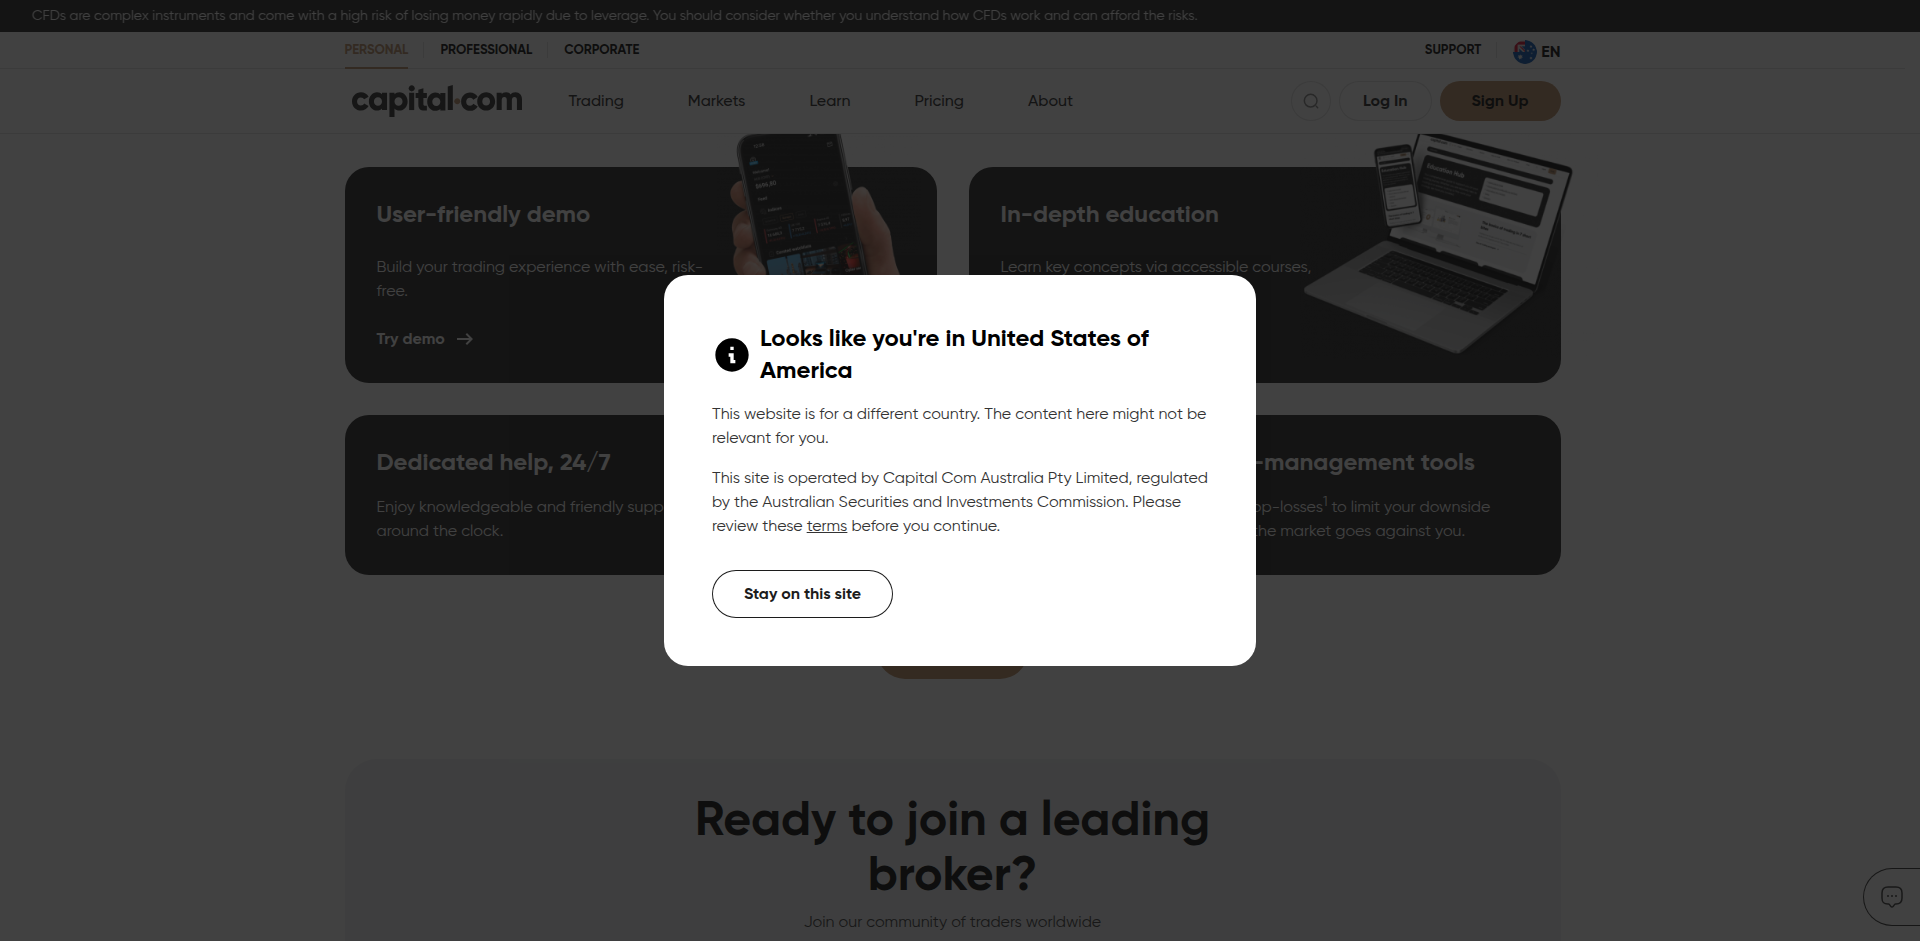 CFDs are complex instruments and come with a high risk of losing money rapidly due to leverage. You should consider whether you understand how CFDs work and can afford the risks.
PERSONAL
PROFESSIONAL
CORPORATE
SUPPORT
EN
capital.com
Trading
Markets
Learn
Pricing
About
Log In
Sign Up
User-friendly demo
Build your trading experience with ease, risk-
free.
Try demo
In-depth education
Learn key concepts via accessible courses,
Education Hub
Looks like you're in United States of
America
This website is for a different country. The content here might not be
relevant for you.
This site is operated by Capital Com Australia Pty Limited, regulated
by the Australian Securities and Investments Commission. Please
review these terms before you continue.
Stay on this site
Dedicated help, 24/7
Enjoy knowledgeable and friendly supp
around the clock.
-management tools
op-losses1 to limit your downside
the market goes against you.
Ready to join a leading
broker?
Join our community of traders worldwide